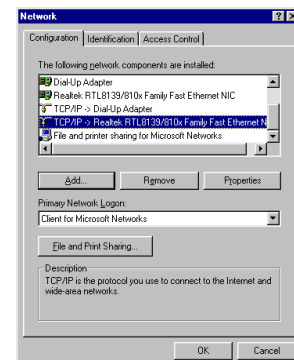 Network
Configuration Identification Access Control
The following network components are installed:
Dial-Up Adapter
Realtek RTL8139/810x Family Fast Ethernet NIC
TCP/IP -> Dial-Up Adapter
TCP/IP -> Realtek RTL8139/810x Family Fast Ethernet N
File and printer sharing for Microsoft Networks
Add... Remove Properties
Primary Network Logon:
Client for Microsoft Networks
File and Print Sharing...
Description
TCP/IP is the protocol you use to connect to the Internet and
wide-area networks.
OK Cancel